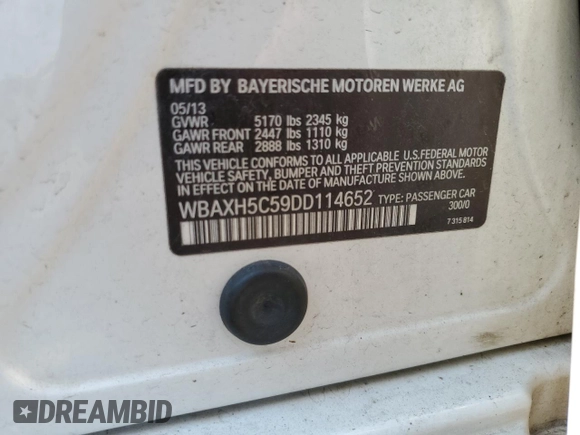 MFD BY BAYERISCHE MOTOREN WERKE AG
05/13
GVWR 5170 lbs 2345 kg
GAWR FRONT 2447 lbs 1110 kg
GAWR REAR 2888 lbs 1310 kg
THIS VEHICLE CONFORMS TO ALL APPLICABLE U.S.FEDERAL MOTOR
VEHICLE SAFETY, BUMPER AND THEFT PREVENTION STANDARDS
IN EFFECT ON THE DATE OF MANUFACTURE SHOWN ABOVE.
WBAXH5C59DD114652 TYPE: PASSENGER CAR
300/0
7 315 814
DREAMBID